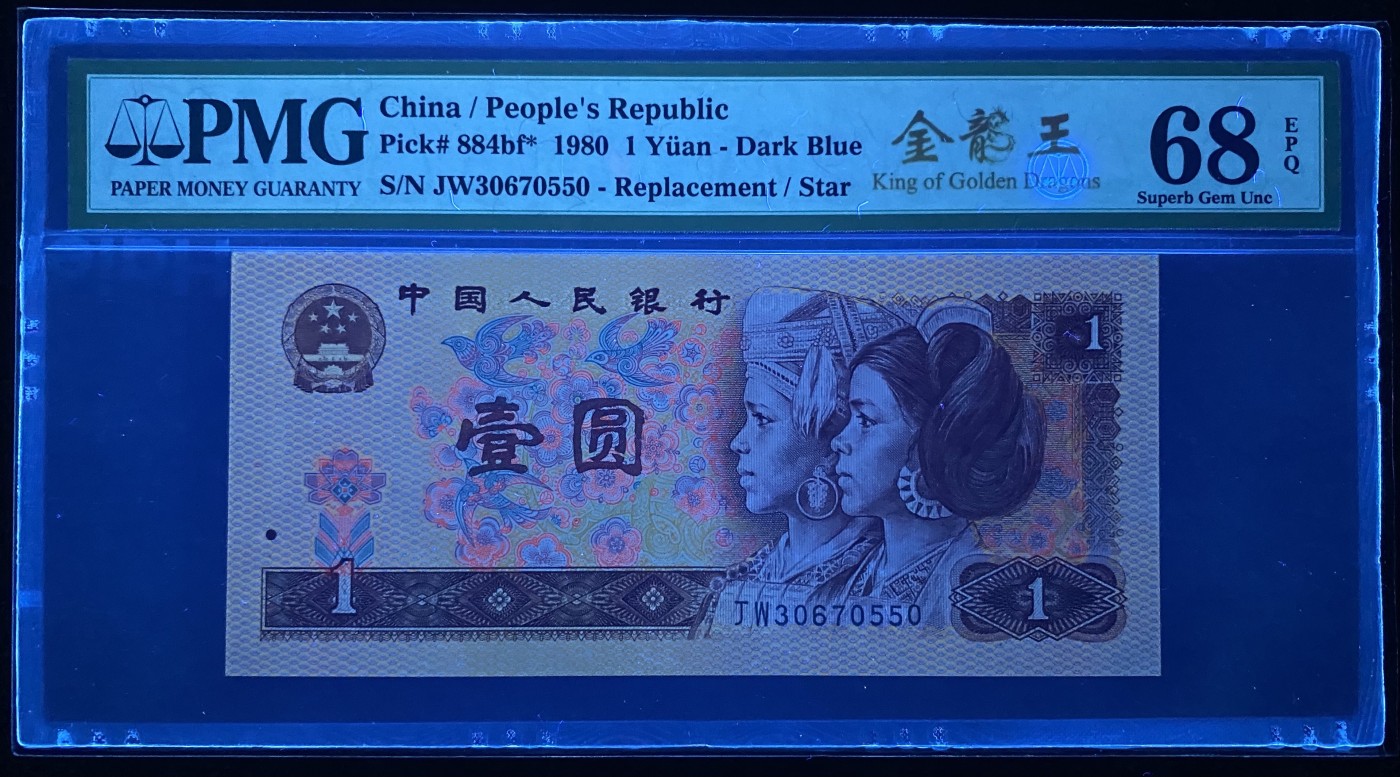 PMG
PAPER MONEY GUARANTY
China / People's Republic
Pick# 884bf* 1980 1 Yüan - Dark Blue
S/N JW30670550 - Replacement / Star
金龍王
King of Golden Dragons
68
EPQ
Superb Gem Unc
中国人民银行
1
壹圆
1
JW30670550
1